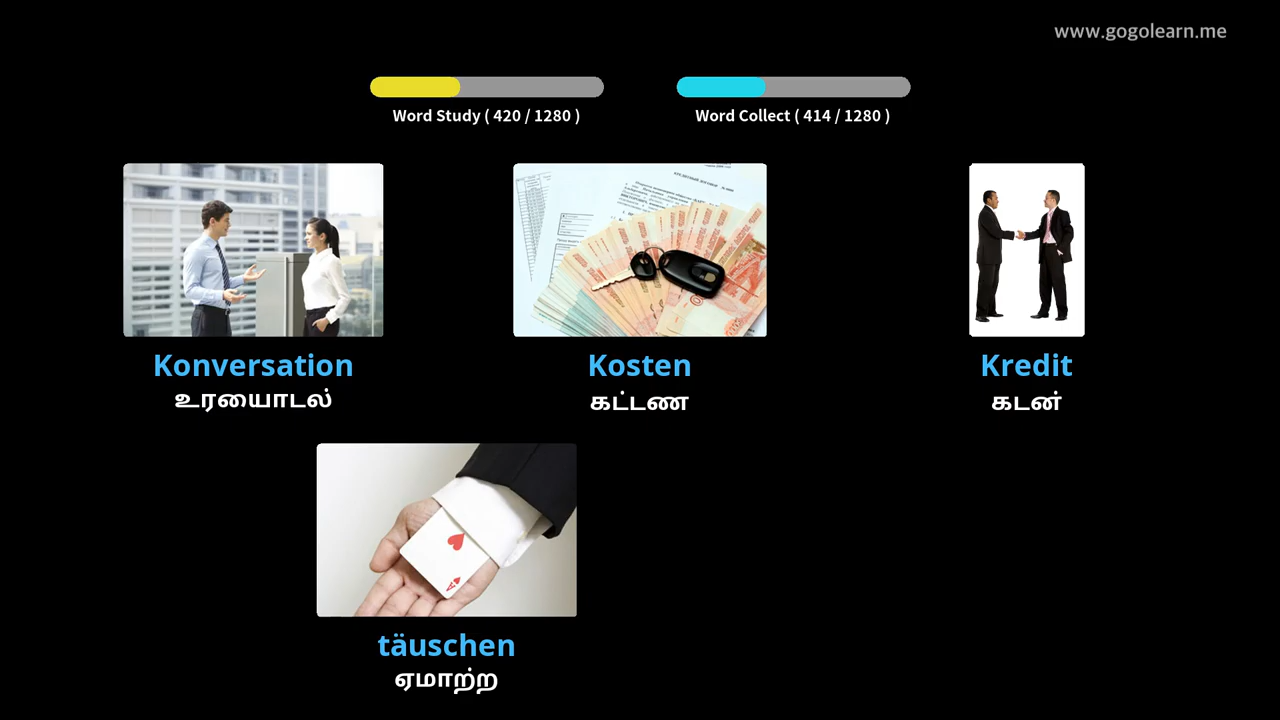 www.gogolearn.me
Word Study ( 420 / 1280 )
Word Collect ( 414 / 1280 )
Konversation
உரையாடல்
Kosten
கட்டண
Kredit
கடன்
täuschen
ஏமாற்ற